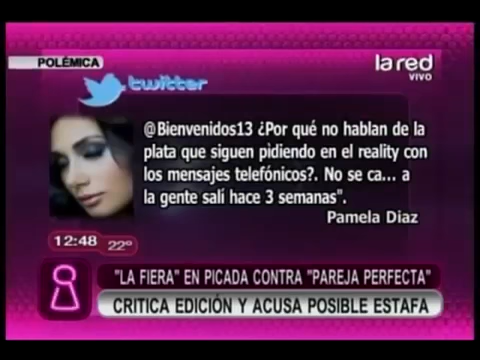 POLÉMICA
la red
VIVO
twitter
@Bienvenidos13 ¿Por qué no hablan de la
plata que siguen pidiendo en el reality con
los mensajes telefónicos?. No se ca... a
la gente salí hace 3 semanas".
Pamela Diaz
12:48
22°
"LA FIERA" EN PICADA CONTRA "PAREJA PERFECTA"
CRITICA EDICIÓN Y ACUSA POSIBLE ESTAFA